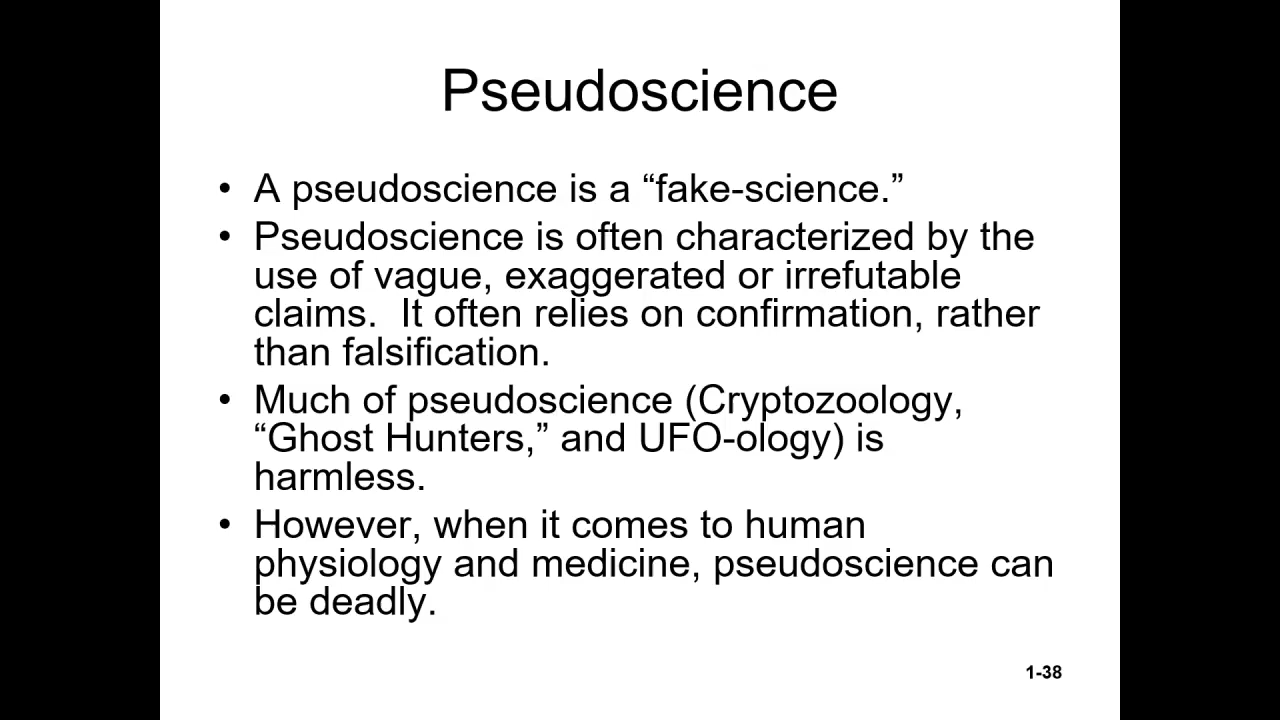 Pseudoscience
• A pseudoscience is a “fake-science.”
• Pseudoscience is often characterized by the
use of vague, exaggerated or irrefutable
claims.  It often relies on confirmation, rather
than falsification.
• Much of pseudoscience (Cryptozoology,
“Ghost Hunters,” and UFO-ology) is
harmless.
• However, when it comes to human
physiology and medicine, pseudoscience can
be deadly.
1-38